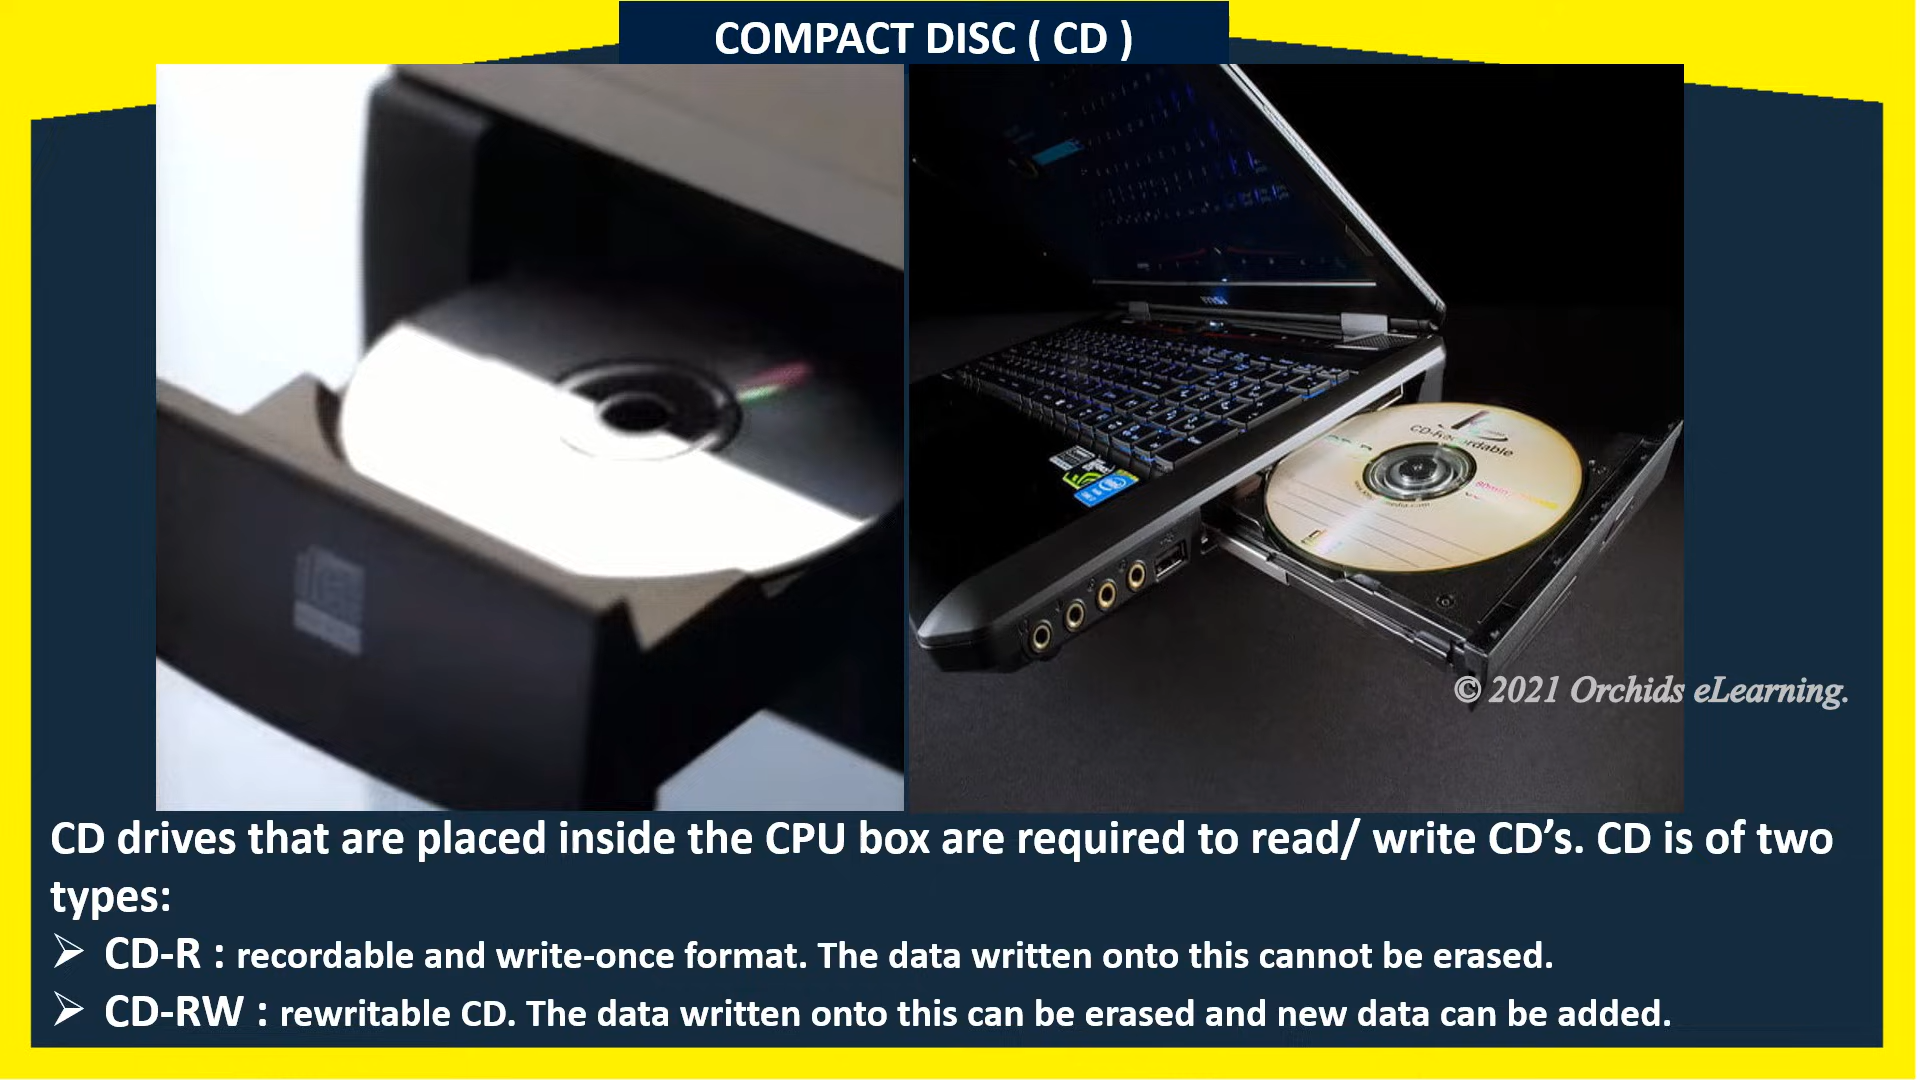 COMPACT DISC ( CD )
msi
CD-Recordable
© 2021 Orchids eLearning.
CD drives that are placed inside the CPU box are required to read/ write CD’s. CD is of two
types:
➢ CD-R : recordable and write-once format. The data written onto this cannot be erased.
➢ CD-RW : rewritable CD. The data written onto this can be erased and new data can be added.